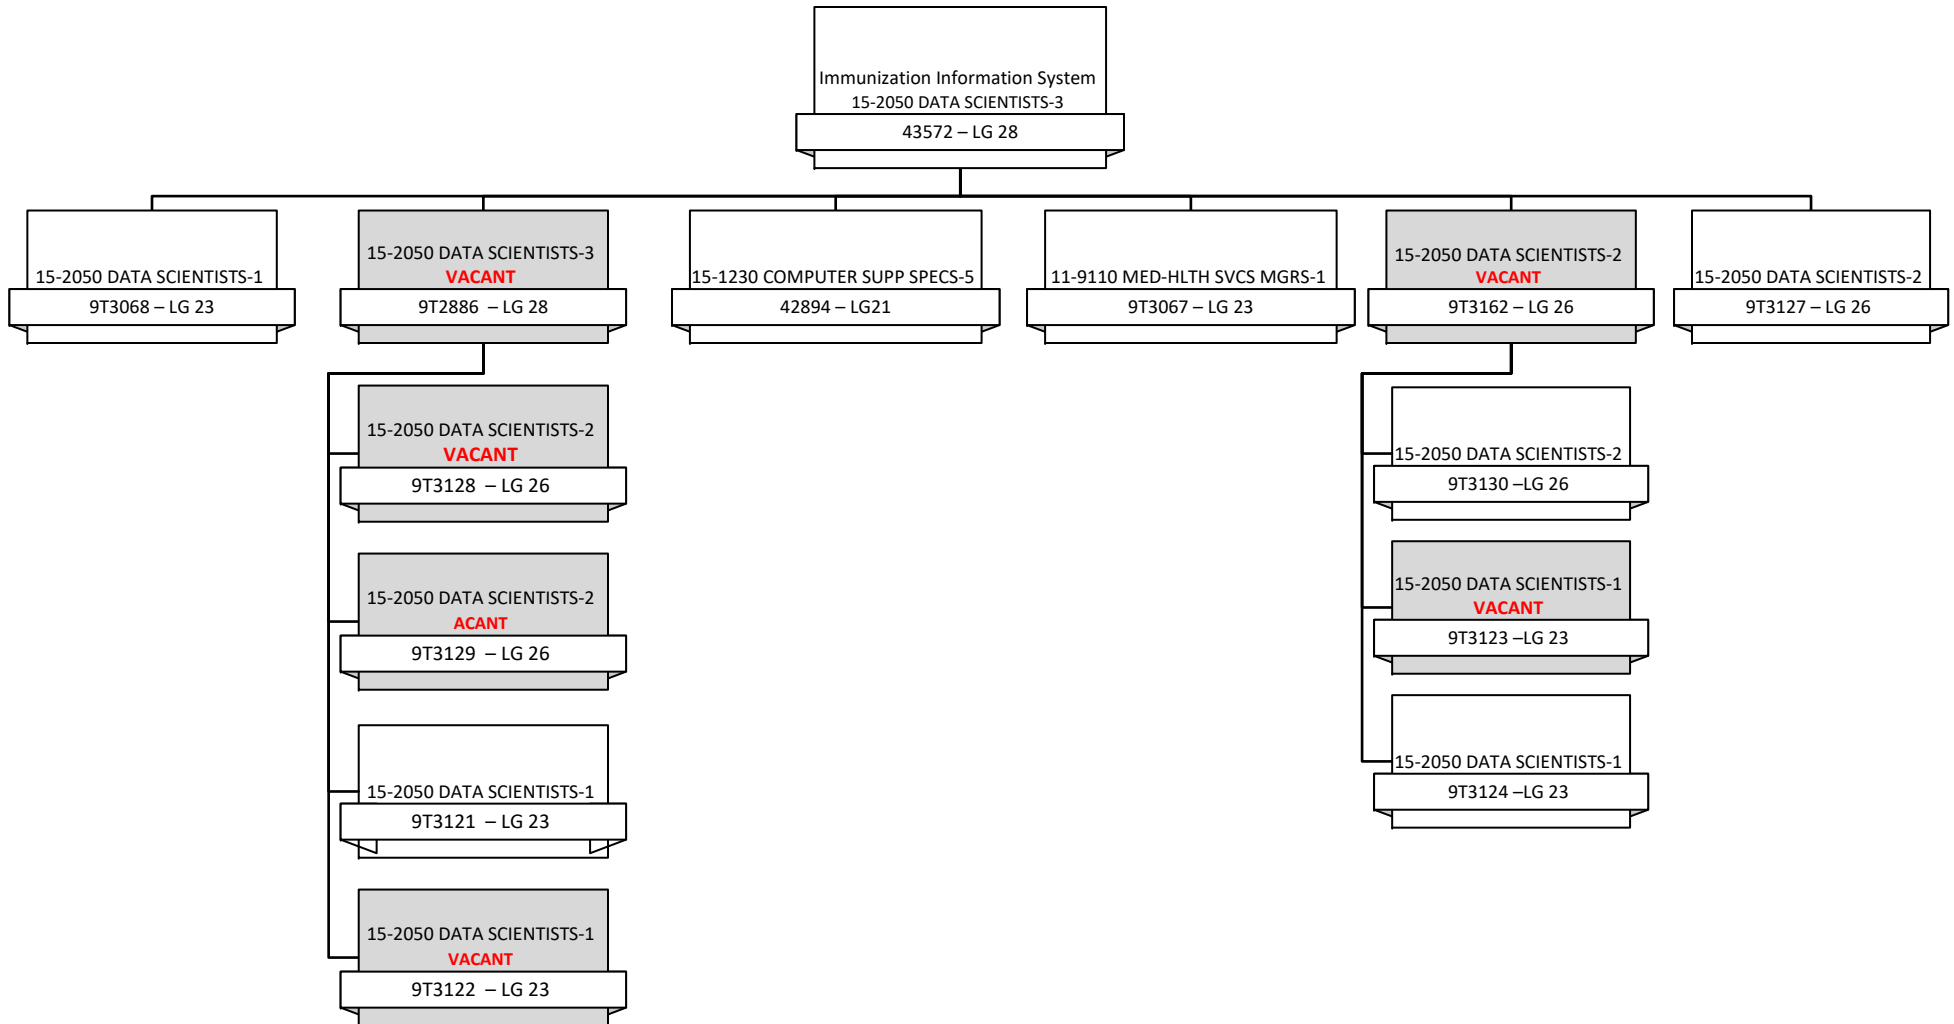 Immunization Information System
15-2050 DATA SCIENTISTS-3
43572 – LG 28
15-2050 DATA SCIENTISTS-1
9T3068 – LG 23
15-2050 DATA SCIENTISTS-3
VACANT
9T2886 – LG 28
15-1230 COMPUTER SUPP SPECS-5
42894 – LG21
11-9110 MED-HLTH SVCS MGRS-1
9T3067 – LG 23
15-2050 DATA SCIENTISTS-2
VACANT
9T3162 – LG 26
15-2050 DATA SCIENTISTS-2
9T3127 – LG 26
15-2050 DATA SCIENTISTS-2
VACANT
9T3128 – LG 26
15-2050 DATA SCIENTISTS-2
ACANT
9T3129 – LG 26
15-2050 DATA SCIENTISTS-1
9T3121 – LG 23
15-2050 DATA SCIENTISTS-1
VACANT
9T3122 – LG 23
15-2050 DATA SCIENTISTS-2
9T3130 –LG 26
15-2050 DATA SCIENTISTS-1
VACANT
9T3123 –LG 23
15-2050 DATA SCIENTISTS-1
9T3124 –LG 23